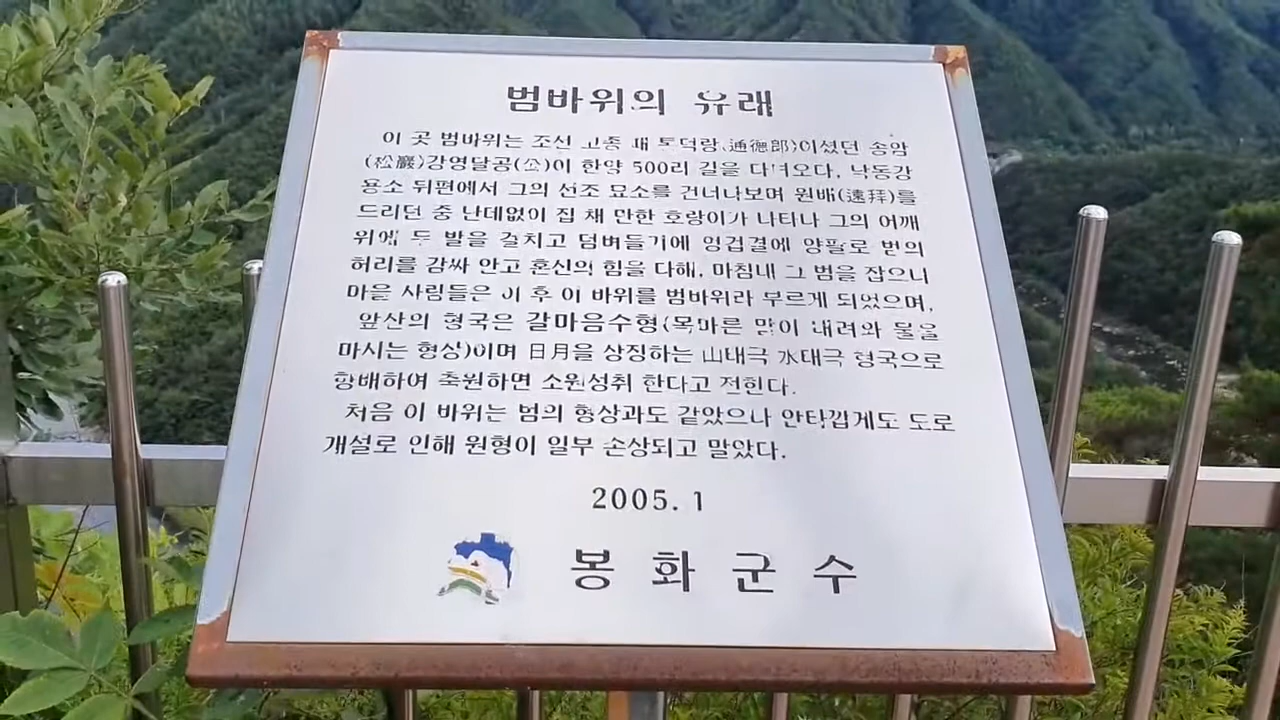 범바위의 유래
이 곳 범바위는 조선 고종 때 통덕랑(通德郎)이셨던 송암
(松巖)강영달공(公)이 한양 500리 길을 다녀오다, 낙동강
용소 뒤편에서 그의 선조 묘소를 건너다보며 원배(遠拜)를
드리던 중 난데없이 집 채 만한 호랑이가 나타나 그의 어깨
위에 두 발을 걸치고 덤벼들기에 엉겁결에 양팔로 범의
허리를 감싸 안고 혼신의 힘을 다해, 마침내 그 범을 잡으니
마을 사람들은 이 후 이 바위를 범바위라 부르게 되었으며,
앞산의 형국은 갈마음수형(목마른 말이 내려와 물을
마시는 형상)이며 日月을 상징하는 山태극 水태극 형국으로
향배하여 축원하면 소원성취 한다고 전한다.
처음 이 바위는 범의 형상과도 같았으나 안타깝게도 도로
개설로 인해 원형이 일부 손상되고 말았다.
2005. 1
봉화군수